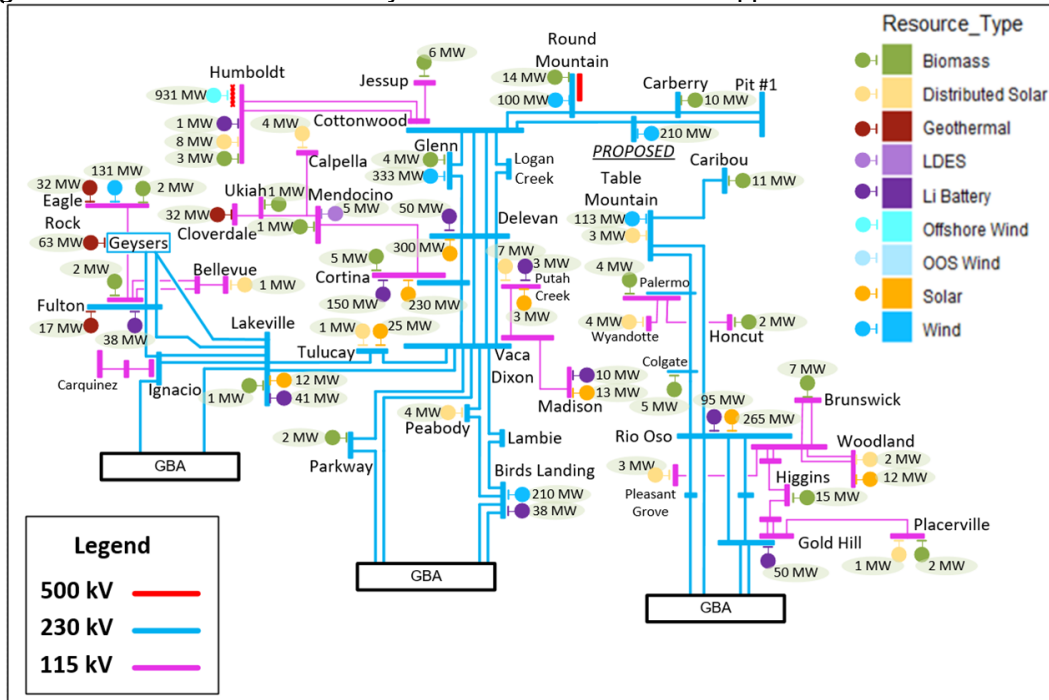 Round
Mountain
Resource_Type
Biomass
Distributed Solar
Geothermal
LDES
Li Battery
Offshore Wind
OOS Wind
Solar
Wind
6 MW
Jessup
Humboldt
931 MW
1 MW
8 MW
3 MW
Cottonwood
14 MW
100 MW
Carberry
10 MW
Pit #1
210 MW
PROPOSED
4 MW
Calpella
Glenn
4 MW
333 MW
Logan
Creek
Caribou
11 MW
131 MW
32 MW
2 MW
Eagle
Rock
Ukiah
1 MW
Mendocino
5 MW
32 MW
Cloverdale
1 MW
50 MW
Delevan
300 MW
Table
Mountain
113 MW
3 MW
63 MW
Geysers
2 MW
Bellevue
1 MW
Fulton
17 MW
38 MW
5 MW
Cortina
150 MW
230 MW
7 MW
3 MW
Putah
Creek
3 MW
4 MW
Palermo
4 MW
Wyandotte
2 MW
Honcut
Lakeville
1 MW
25 MW
Tulucay
Vaca
Dixon
Carquinez
Ignacio
12 MW
1 MW
41 MW
10 MW
13 MW
Madison
Colgate
5 MW
7 MW
Brunswick
95 MW
265 MW
Rio Oso
4 MW
Peabody
2 MW
Parkway
Lambie
Birds Landing
210 MW
38 MW
Woodland
2 MW
12 MW
3 MW
Pleasant
Grove
Higgins
15 MW
Placerville
Gold Hill
1 MW
2 MW
50 MW
GBA
GBA
GBA
Legend
500 kV
230 kV
115 kV